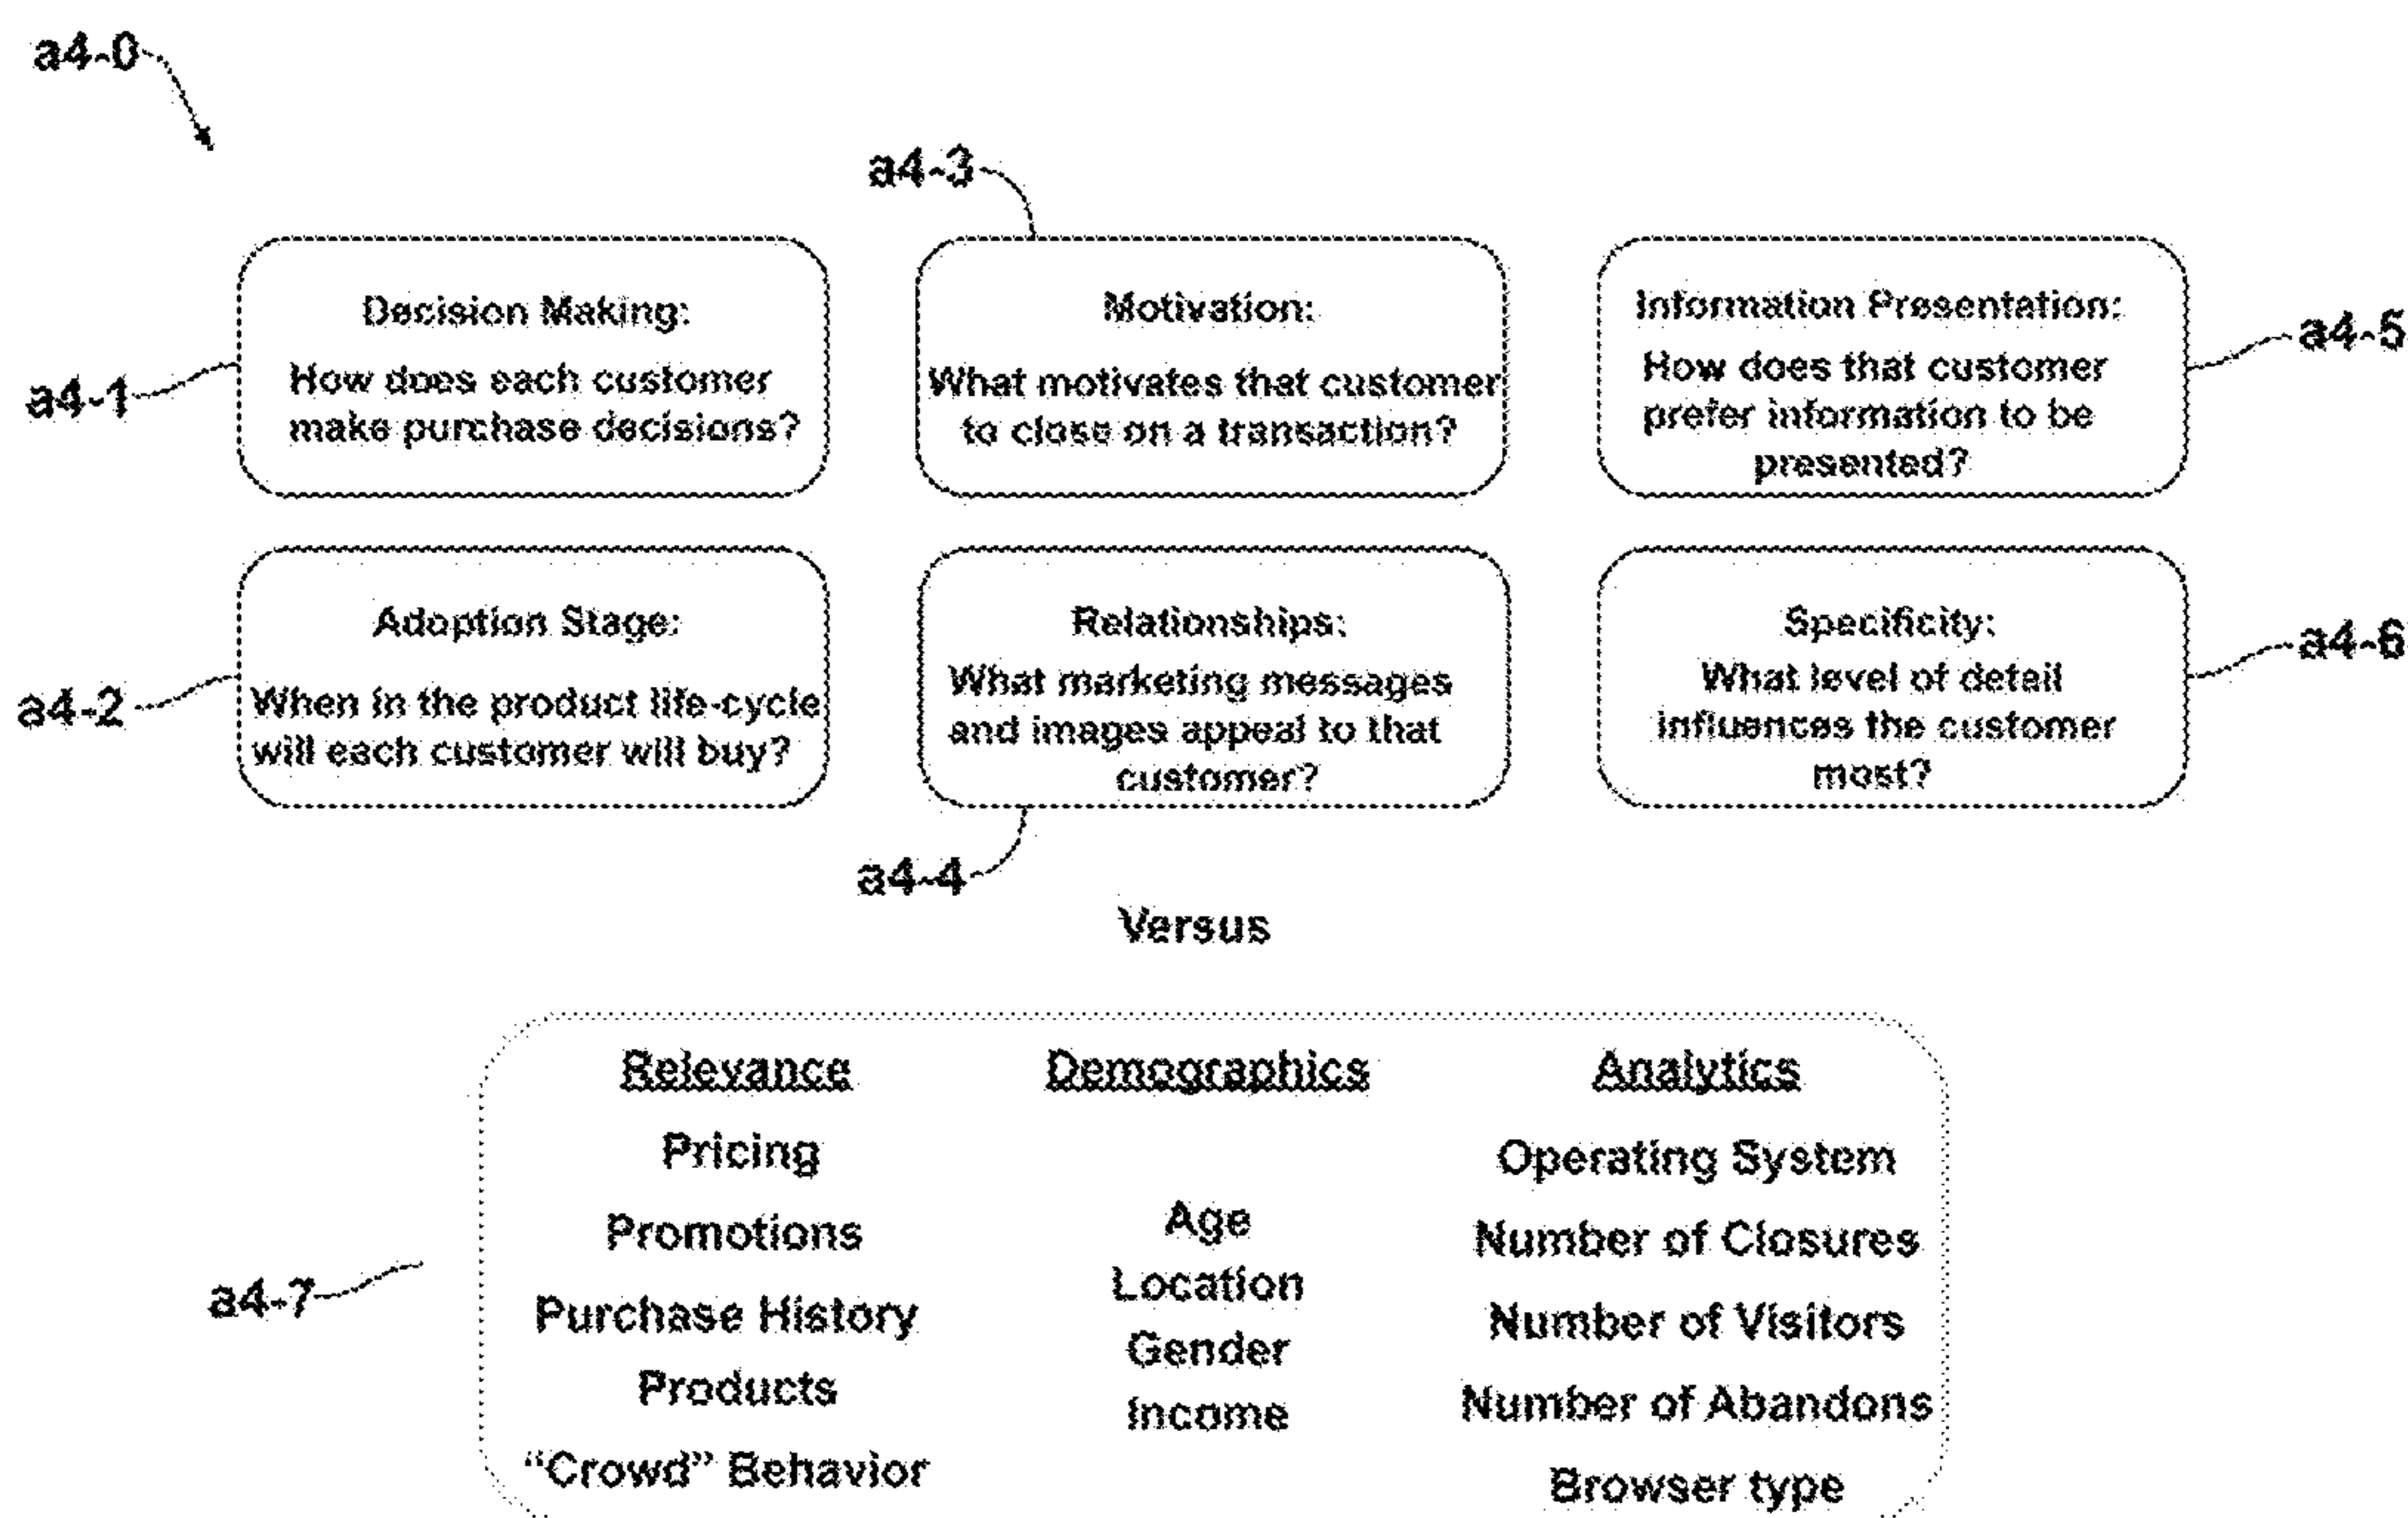 a4-0
a4-3
Decision Making:
How does each customer
make purchase decisions?
a4-1
Motivation:
What motivates that customer
to close on a transaction?
Information Presentation:
How does that customer
prefer information to be
presented?
a4-5
Adoption Stage:
When in the product life-cycle
will each customer will buy?
a4-2
Relationships:
What marketing messages
and images appeal to that
customer?
a4-4
Specificity:
What level of detail
influences the customer
most?
a4-6
Versus
a4-7
Relevance
Pricing
Promotions
Purchase History
Products
“Crowd” Behavior
Demographics
Age
Location
Gender
Income
Analytics
Operating System
Number of Closures
Number of Visitors
Number of Abandons
Browser type